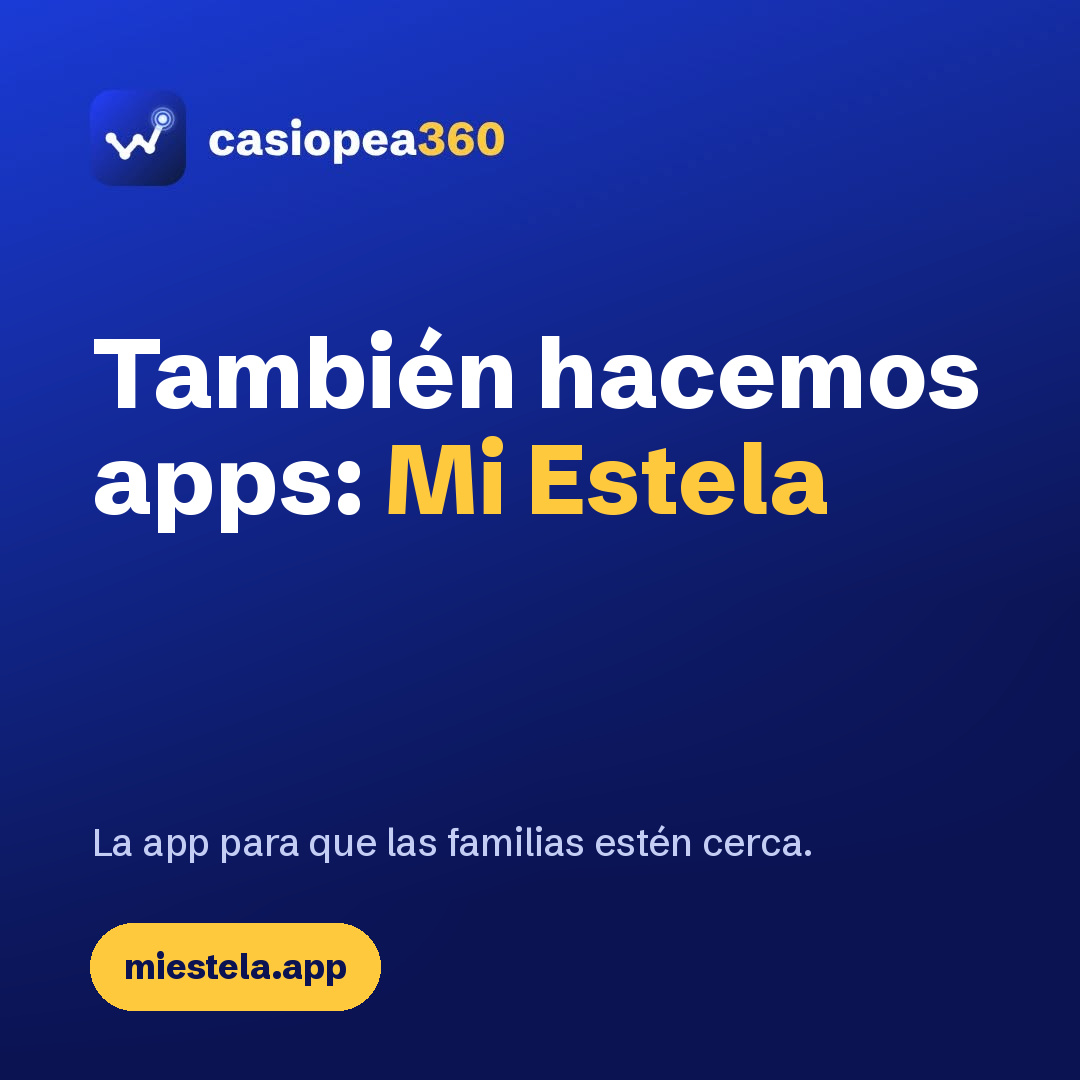 casiopea360
También hacemos
apps: Mi Estela
La app para que las familias estén cerca.
miestela.app